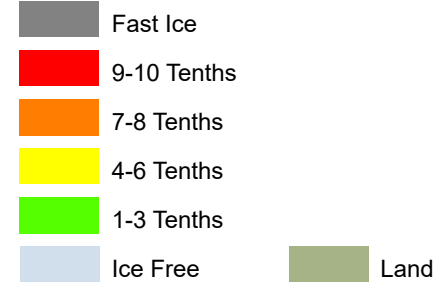 Fast Ice
9-10 Tenths
7-8 Tenths
4-6 Tenths
1-3 Tenths
Ice Free Land